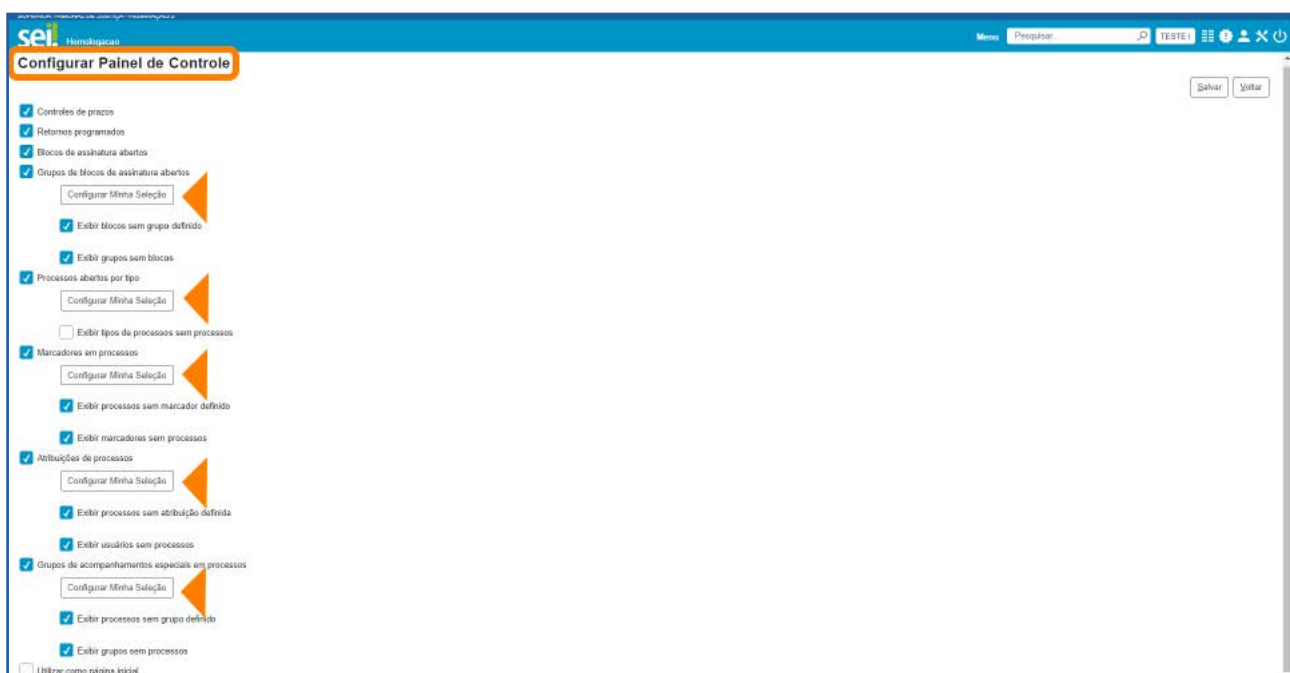 sei! Homologacao
Menu Pesquisar... TESTE
Configurar Painel de Controle
Salvar Voltar
Controles de prazos
Retornos programados
Blocos de assinatura abertos
Grupos de blocos de assinatura abertos
Configurar Minha Seleção
Exibir blocos sem grupo definido
Exibir grupos sem blocos
Processos abertos por tipo
Configurar Minha Seleção
Exibir tipos de processos sem processos
Marcadores em processos
Configurar Minha Seleção
Exibir processos sem marcador definido
Exibir marcadores sem processos
Atribuições de processos
Configurar Minha Seleção
Exibir processos sem atribuição definida
Exibir usuários sem processos
Grupos de acompanhamentos especiais em processos
Configurar Minha Seleção
Exibir processos sem grupo definido
Exibir grupos sem processos
Utilizar como página inicial